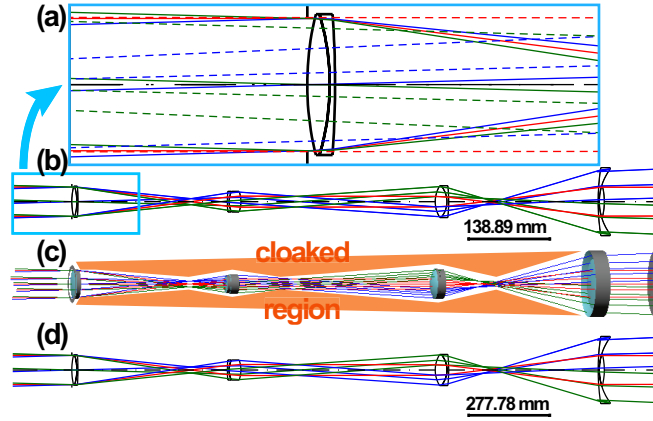 (a)
(b)
138.89 mm
(c)
cloaked
region
(d)
277.78 mm